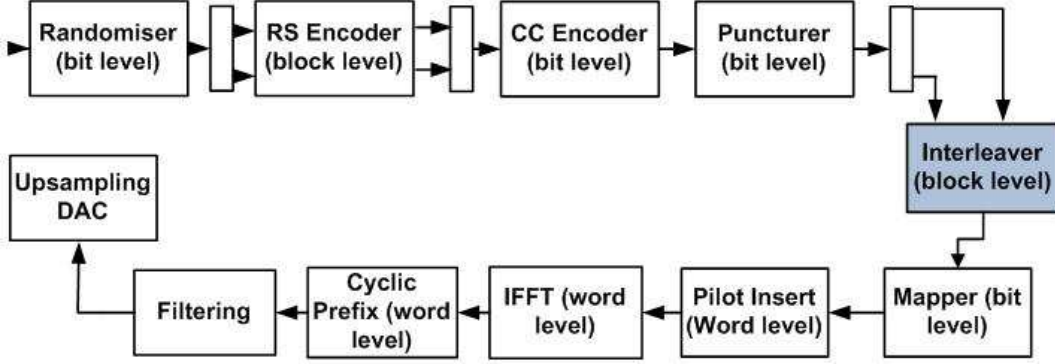 Randomiser
(bit level)
RS Encoder
(block level)
CC Encoder
(bit level)
Puncturer
(bit level)
Interleaver
(block level)
Mapper (bit
level)
Pilot Insert
(Word level)
IFFT (word
level)
Cyclic
Prefix (word
level)
Filtering
Upsampling
DAC